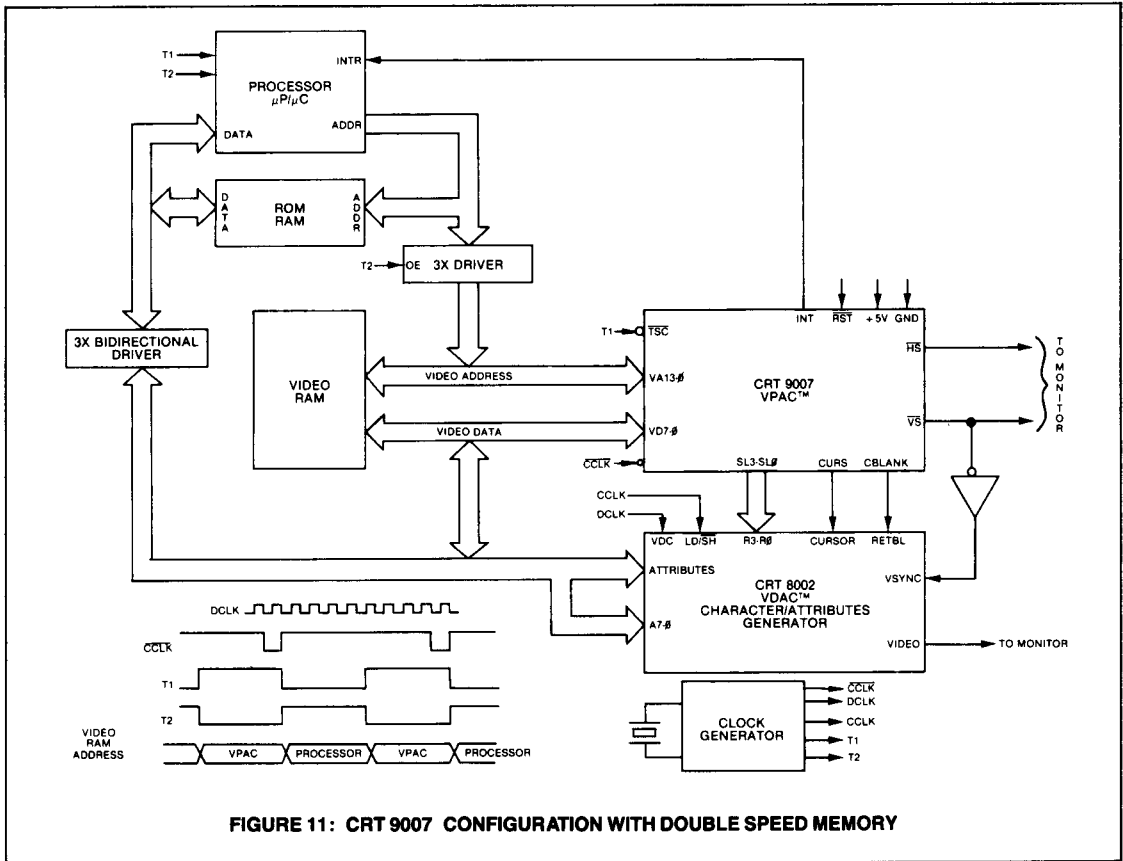 T1
T2
INTR
PROCESSOR
μP/μC
ADDR
DATA
DATA
ROM
RAM
ADDR
T2
OE
3X DRIVER
3X BIDIRECTIONAL
DRIVER
VIDEO
RAM
VIDEO ADDRESS
VIDEO DATA
T1
TSC
INT
RST
+5V
GND
HS
VA13-Ø
CRT 9007
VPAC™
VD7-Ø
VS
TO MONITOR
CCLK
SL3-SLØ
CURS
CBLANK
CCLK
DCLK
VDC
LD/SH
R3-RØ
CURSOR
RETBL
ATTRIBUTES
VSYNC
CRT 8002
VDAC™
CHARACTER/ATTRIBUTES
GENERATOR
A7-Ø
VIDEO
TO MONITOR
DCLK
CCLK
T1
T2
VIDEO
RAM
ADDRESS
VPAC
PROCESSOR
VPAC
PROCESSOR
CLOCK
GENERATOR
CCLK
DCLK
CCLK
T1
T2
FIGURE 11: CRT 9007 CONFIGURATION WITH DOUBLE SPEED MEMORY